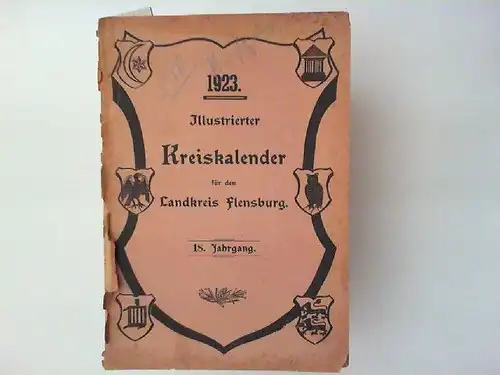 1923.
Illustrierter
Kreiskalender
für den
Landkreis Flensburg.
18. Jahrgang.